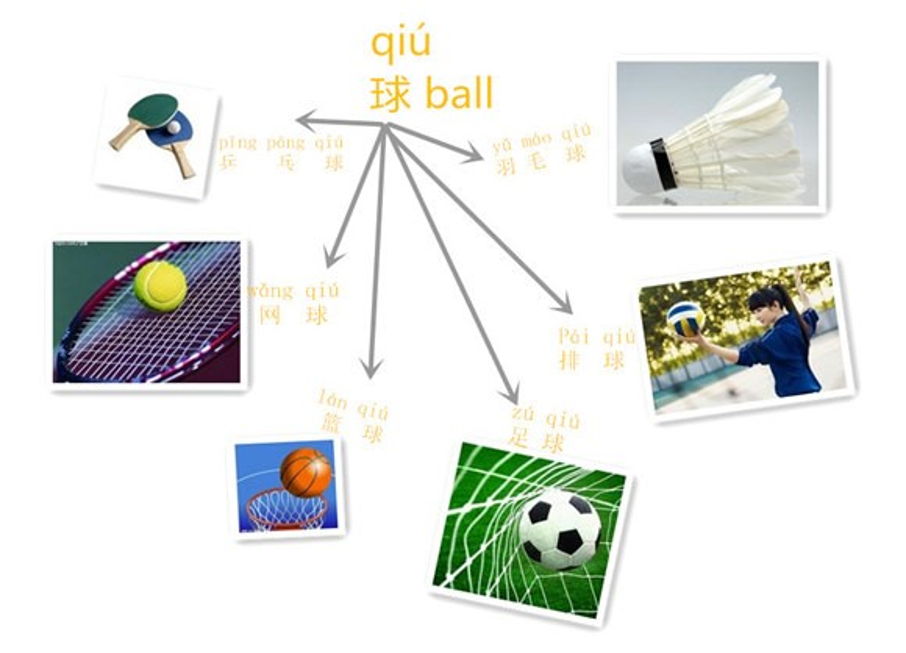 qiú
球 ball
pīng pāng qiú
乒 乓 球
yǔ máo qiú
羽 毛 球
wǎng qiú
网 球
Pái qiú
排 球
lán qiú
篮 球
zú qiú
足 球